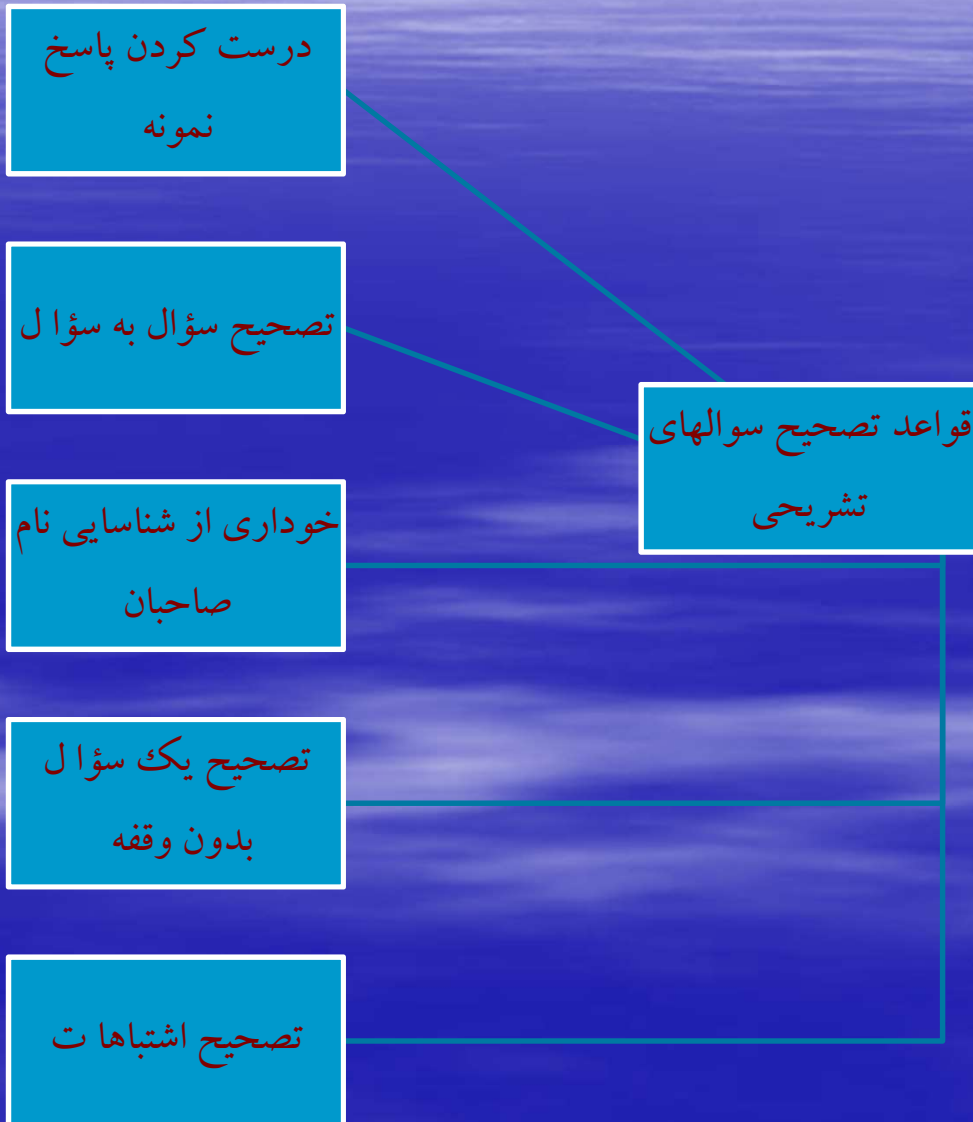 درست کردن پاسخ
نمونه
تصحیح سؤال به سؤا ل
قواعد تصحیح سوالهای
تشریحی
خوداری از شناسایی نام
صاحبان
تصحیح یک سؤا ل
بدون وقفه
تصحیح اشتباها ت